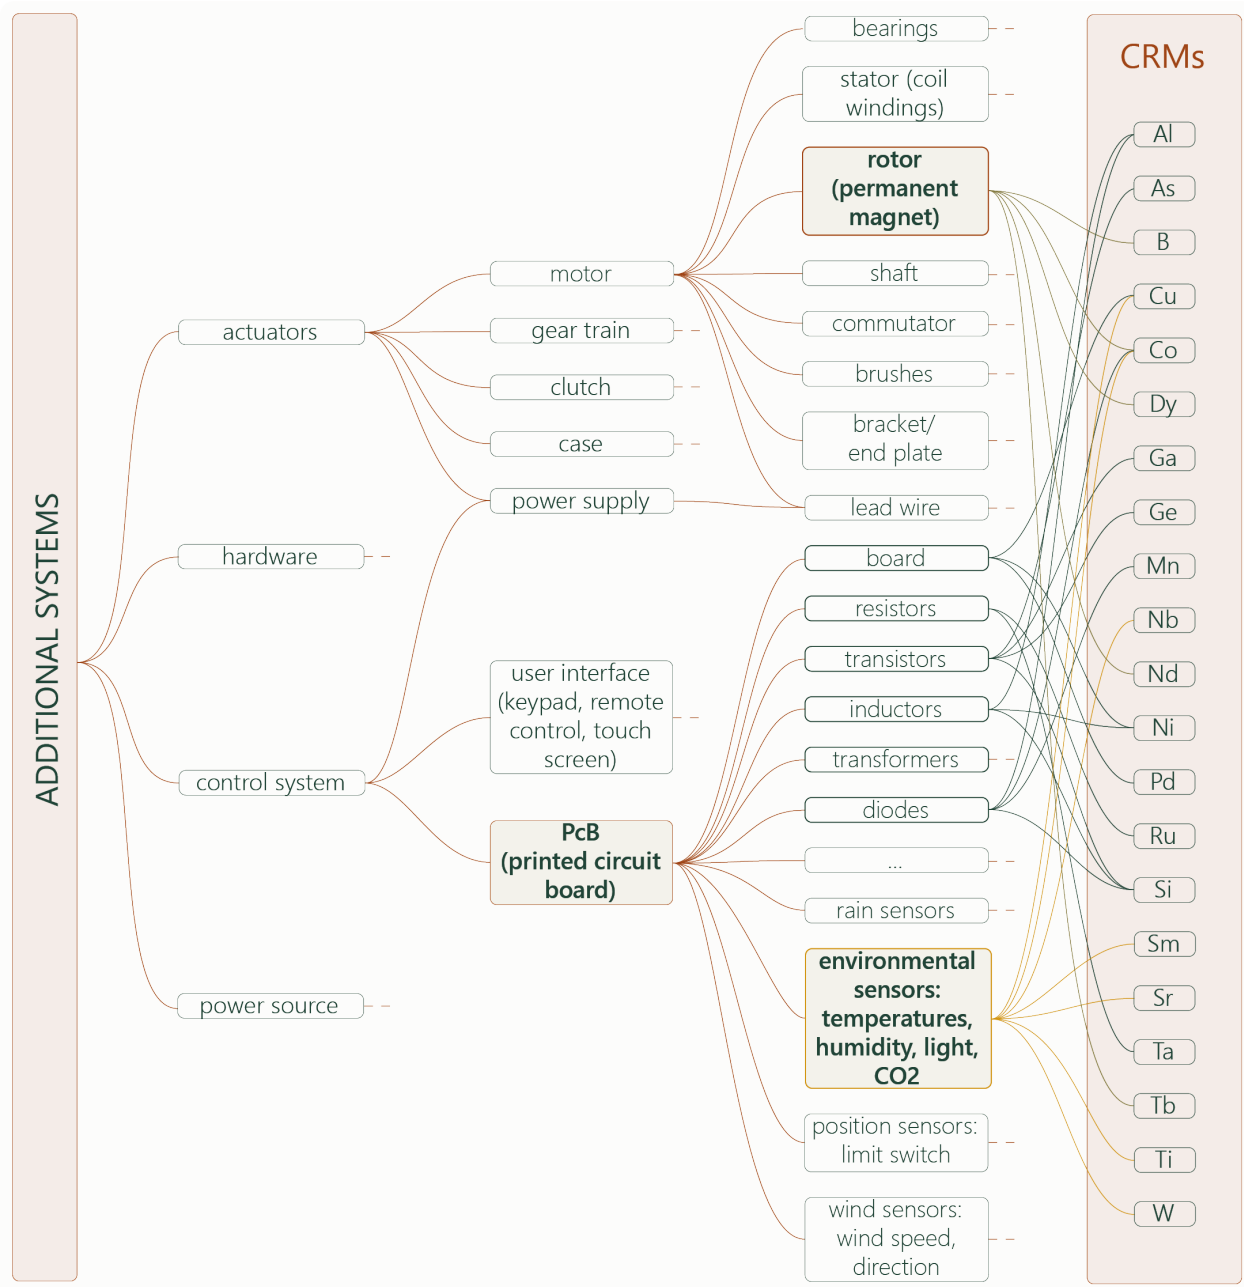 ADDITIONAL SYSTEMS
actuators
hardware
control system
power source
motor
gear train
clutch
case
power supply
user interface
(keypad, remote
control, touch
screen)
PcB
(printed circuit
board)
bearings
stator (coil
windings)
rotor
(permanent
magnet)
shaft
commutator
brushes
bracket/
end plate
lead wire
board
resistors
transistors
inductors
transformers
diodes
...
rain sensors
environmental
sensors:
temperatures,
humidity, light,
CO2
position sensors:
limit switch
wind sensors:
wind speed,
direction
CRMs
Al
As
B
Cu
Co
Dy
Ga
Ge
Mn
Nb
Nd
Ni
Pd
Ru
Si
Sm
Sr
Ta
Tb
Ti
W